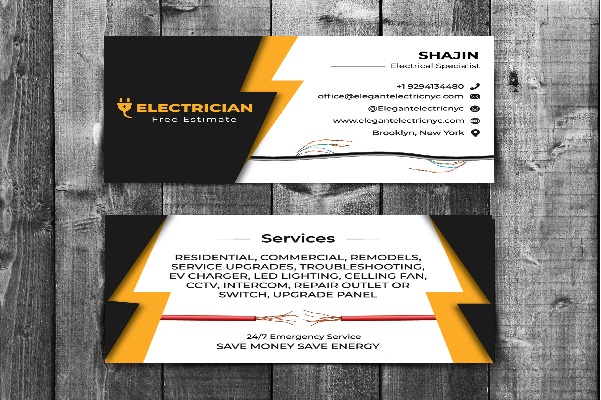 ELECTRICIAN
Free Estimate
SHAJIN
Electrical Specialist
+1 9294134480
office@elegantelectricnyc.com
@Elegantelectricnyc
www.elegantelectricnyc.com
Brooklyn, New York
Services
RESIDENTIAL, COMMERCIAL, REMODELS,
SERVICE UPGRADES, TROUBLESHOOTING,
EV CHARGER, LED LIGHTING, CELLING FAN,
CCTV, INTERCOM, REPAIR OUTLET OR
SWITCH, UPGRADE PANEL
24/7 Emergency Service
SAVE MONEY SAVE ENERGY